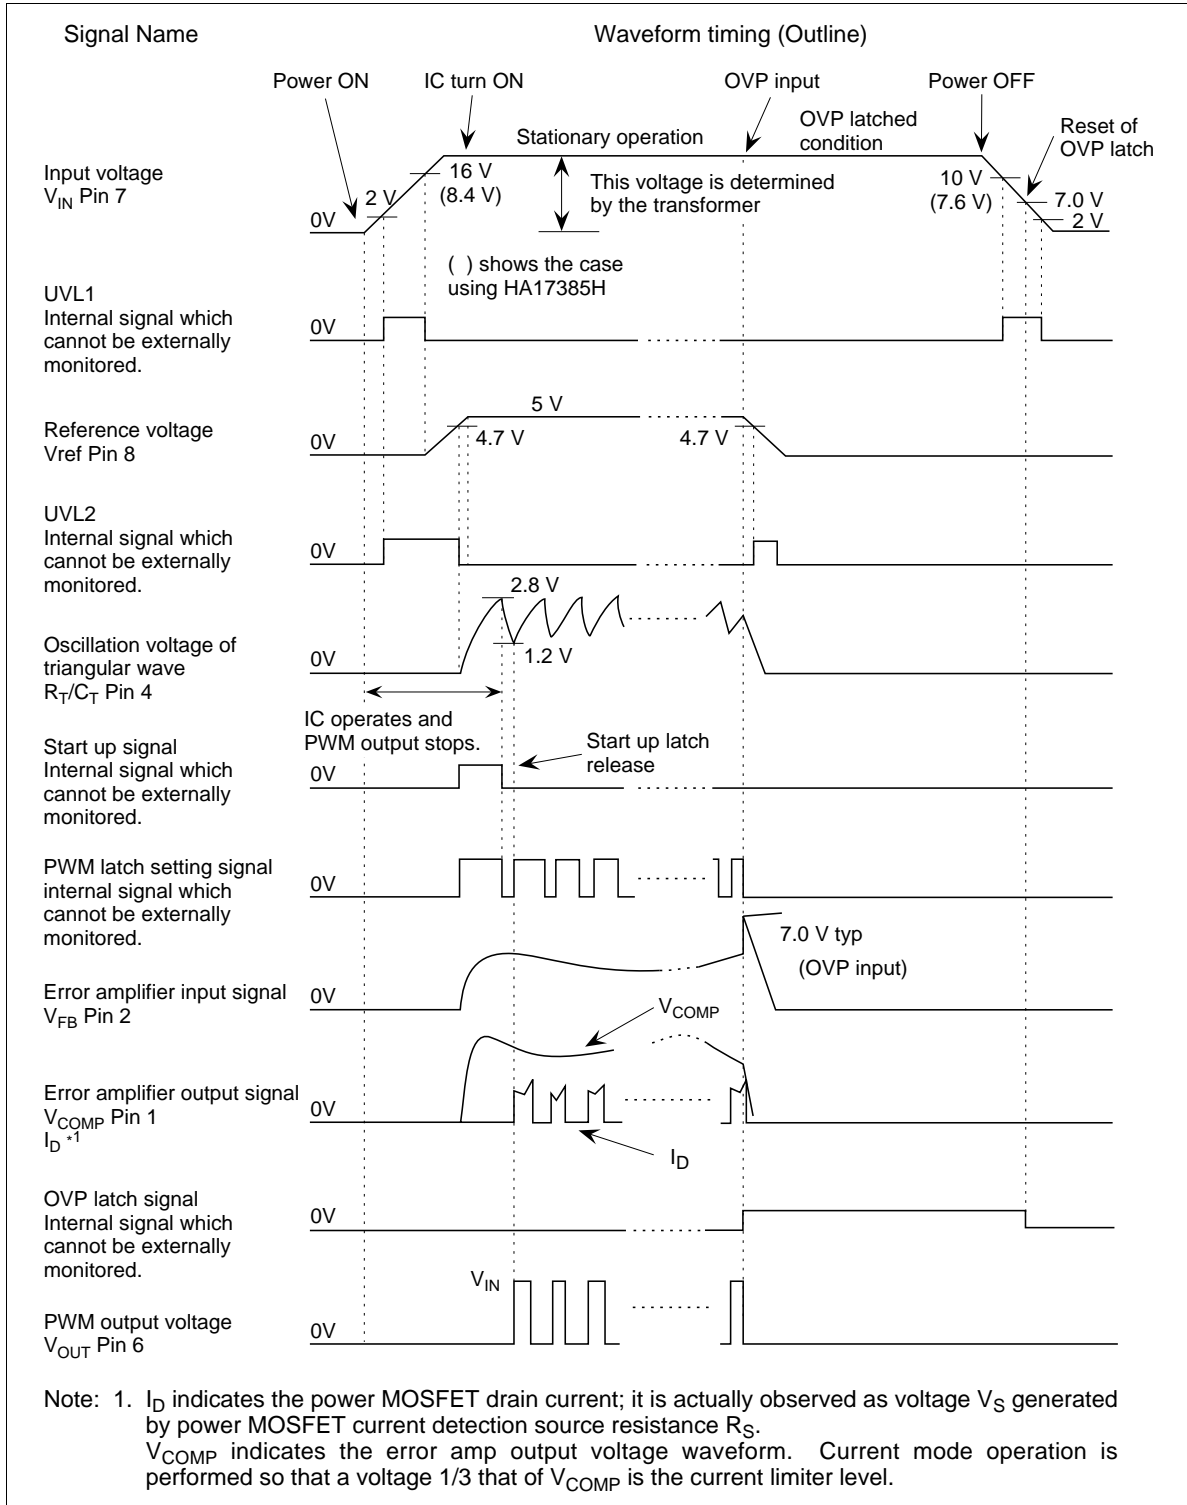 Signal Name
Waveform timing (Outline)
Power ON
IC turn ON
OVP input
Power OFF
Input voltage
VIN Pin 7
0V
2 V
16 V
(8.4 V)
Stationary operation
This voltage is determined
by the transformer
OVP latched
condition
Reset of
OVP latch
10 V
(7.6 V)
7.0 V
2 V
( ) shows the case
using HA17385H
UVL1
Internal signal which
cannot be externally
monitored.
0V
Reference voltage
Vref Pin 8
0V
5 V
4.7 V
4.7 V
UVL2
Internal signal which
cannot be externally
monitored.
0V
Oscillation voltage of
triangular wave
RT/CT Pin 4
0V
2.8 V
1.2 V
IC operates and
PWM output stops.
Start up signal
Internal signal which
cannot be externally
monitored.
0V
Start up latch
release
PWM latch setting signal
internal signal which
cannot be externally
monitored.
0V
Error amplifier input signal
VFB Pin 2
0V
7.0 V typ
(OVP input)
Error amplifier output signal
VCOMP Pin 1
ID *1
0V
VCOMP
ID
OVP latch signal
Internal signal which
cannot be externally
monitored.
0V
PWM output voltage
VOUT Pin 6
0V
VIN
Note: 1. ID indicates the power MOSFET drain current; it is actually observed as voltage VS generated
by power MOSFET current detection source resistance RS.
VCOMP indicates the error amp output voltage waveform. Current mode operation is
performed so that a voltage 1/3 that of VCOMP is the current limiter level.